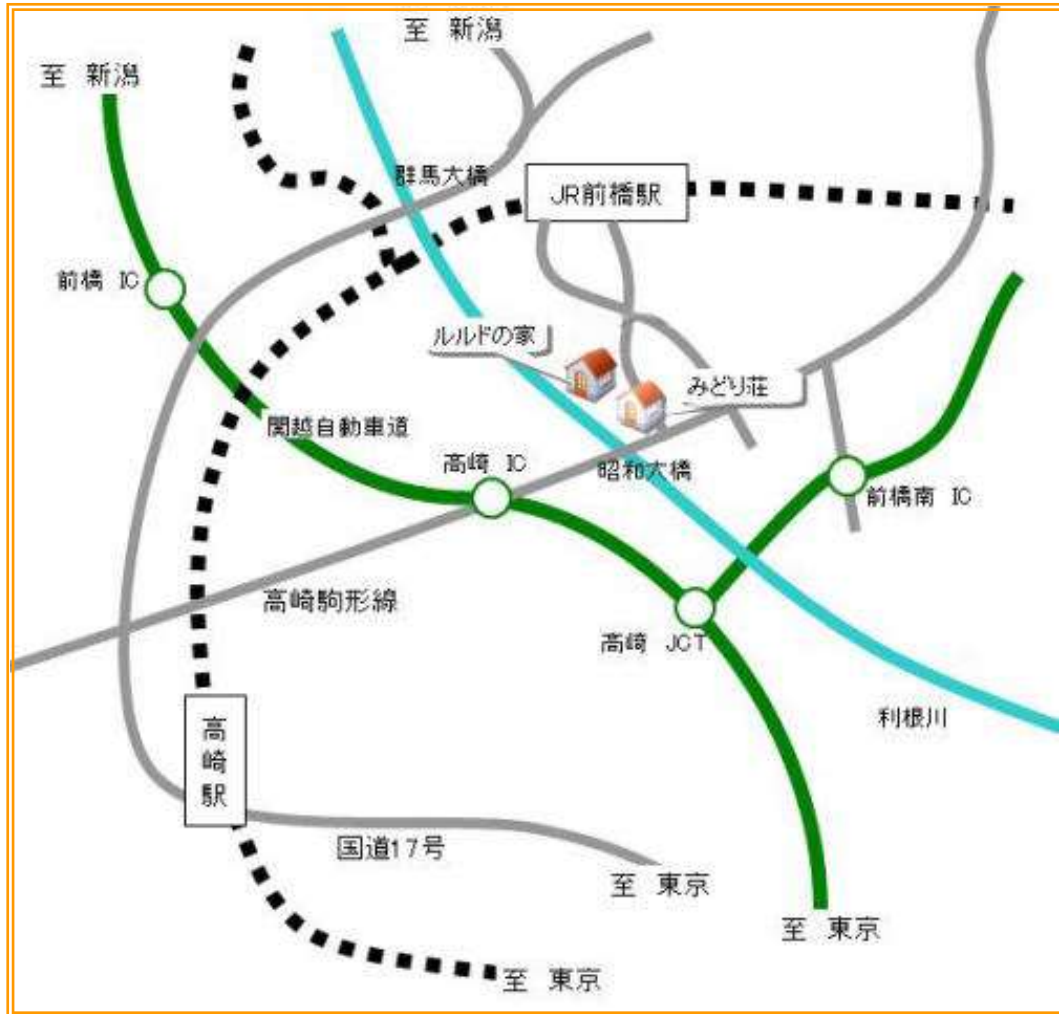 至 新潟
至 新潟
群馬大橋
JR前橋駅
前橋 IC
ルルドの家
みどり荘
関越自動車道
高崎 IC
昭和大橋
前橋南 IC
高崎駒形線
高崎 JCT
利根川
高崎駅
国道17号
至 東京
至 東京
至 東京